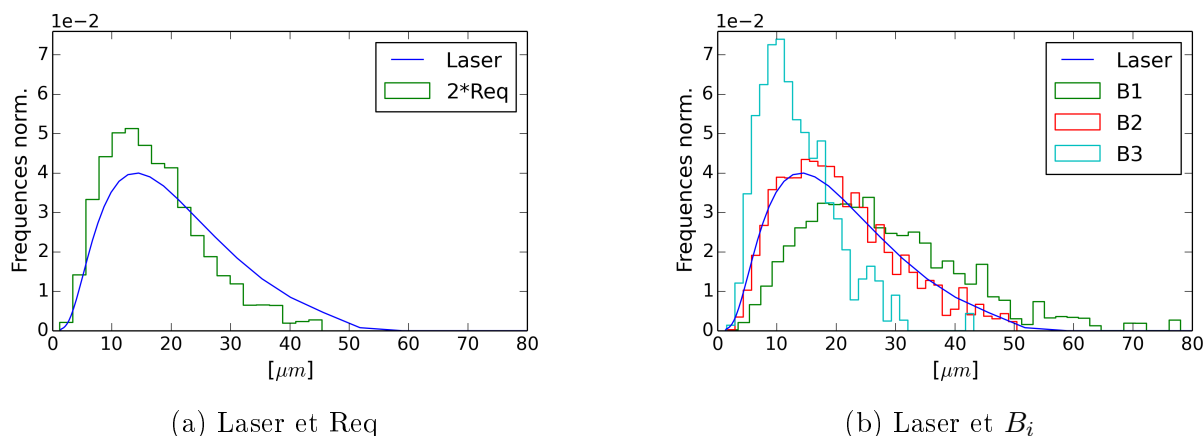 1e−2
Frequences norm.
7
6
5
4
3
2
1
0
0 10 20 30 40 50 60 70 80
[μm]
Laser
2*Req
(a) Laser et Req
1e−2
Frequences norm.
7
6
5
4
3
2
1
0
0 10 20 30 40 50 60 70 80
[μm]
Laser
B1
B2
B3
(b) Laser et Bi